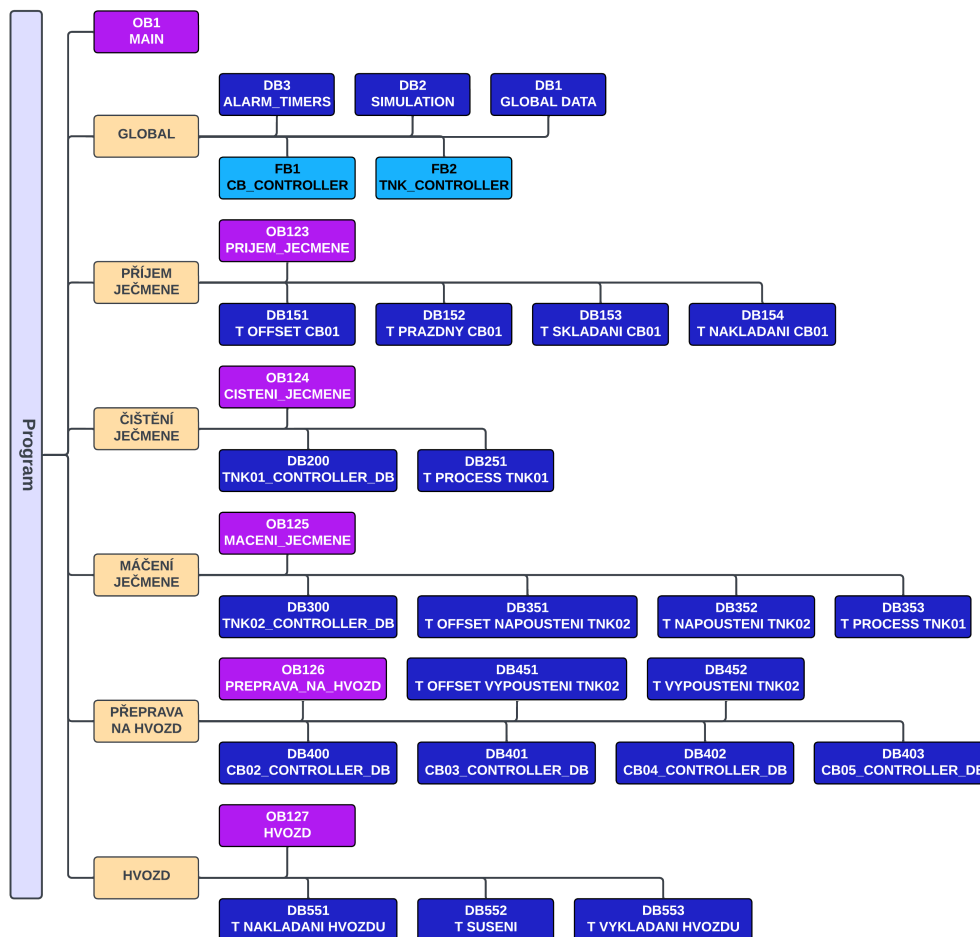 Program
OB1
MAIN
DB3
ALARM_TIMERS
DB2
SIMULATION
DB1
GLOBAL DATA
GLOBAL
FB1
CB_CONTROLLER
FB2
TNK_CONTROLLER
OB123
PRIJEM_JECMENE
PŘÍJEM
JEČMENE
DB151
T OFFSET CB01
DB152
T PRAZDNY CB01
DB153
T SKLADANI CB01
DB154
T NAKLADANI CB01
OB124
CISTENI_JECMENE
ČIŠTĚNÍ
JEČMENE
DB200
TNK01_CONTROLLER_DB
DB251
T PROCESS TNK01
OB125
MACENI_JECMENE
MÁČENÍ
JEČMENE
DB300
TNK02_CONTROLLER_DB
DB351
T OFFSET NAPOUSTENI TNK02
DB352
T NAPOUSTENI TNK02
DB353
T PROCESS TNK01
OB126
PREPRAVA_NA_HVOZD
DB451
T OFFSET VYPOUSTENI TNK02
DB452
T VYPOUSTENI TNK02
PŘEPRAVA
NA HVOZD
DB400
CB02_CONTROLLER_DB
DB401
CB03_CONTROLLER_DB
DB402
CB04_CONTROLLER_DB
DB403
CB05_CONTROLLER_DB
OB127
HVOZD
HVOZD
DB551
T NAKLADANI HVOZDU
DB552
T SUSENI
DB553
T VYKLADANI HVOZDU